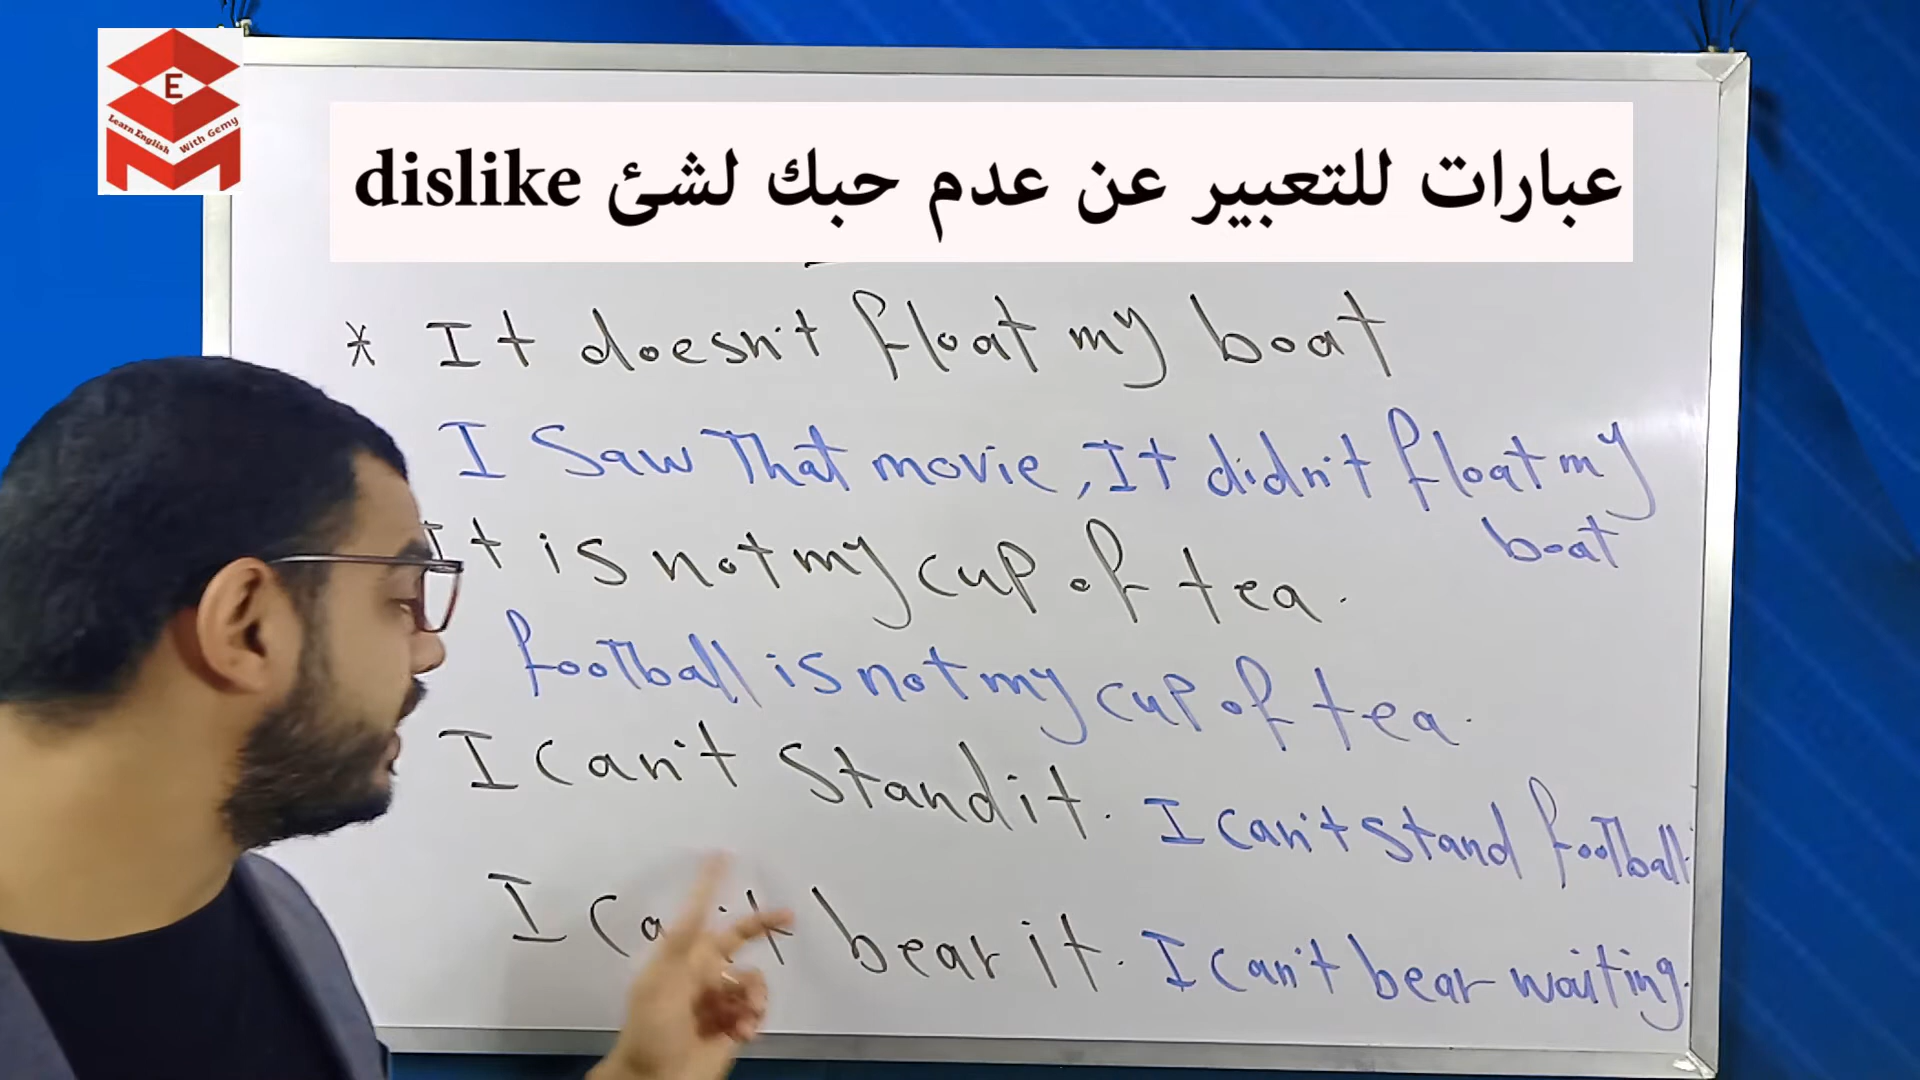 E
Learn English With Gemy
عبارات للتعبير عن عدم حبك لشئ dislike
* It doesn't float my boat
I Saw That movie, It didn't float my
boat
It is not my cup of tea.
football is not my cup of tea.
I can't stand it. I can't stand football.
I can't bear it. I can't bear waiting.